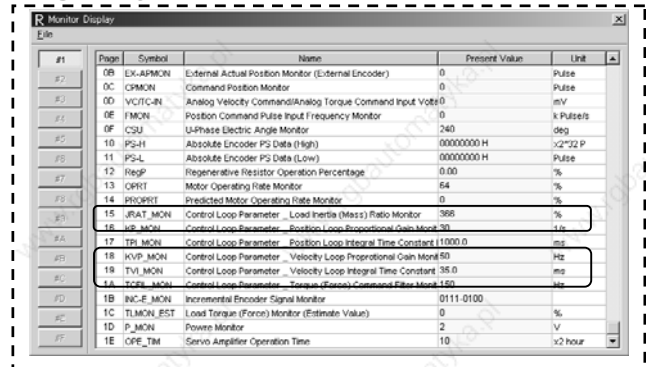 R Monitor Display
File
Page Symbol Name Present Value Unit
#1
#2
#3
#4
#5
#6
#7
#8
#9
#A
#B
#C
#D
#E
#F
0B EX-APMON External Actual Position Monitor (External Encoder) 0 Pulse
0C CPMON Command Position Monitor 0 Pulse
0D VC/TC-IN Analog Velocity Command/Analog Torque Command Input Volta 0 mV
0E FMON Position Command Pulse Input Frequency Monitor 0 k Pulse/s
0F CSU U-Phase Electric Angle Monitor 240 deg
10 PS-H Absolute Encoder PS Data (High) 00000000 H x2^32 P
11 PS-L Absolute Encoder PS Data (Low) 00000000 H Pulse
12 RegP Regenerative Resistor Operation Percentage 0.00 %
13 OPRT Motor Operating Rate Monitor 64 %
14 PROPRT Predicted Motor Operating Rate Monitor 0 %
15 JRAT_MON Control Loop Parameter _ Load Inertia (Mass) Ratio Monitor 366 %
16 KP_MON Control Loop Parameter _ Position Loop Proportional Gain Monit 30 1/s
17 TPI_MON Control Loop Parameter _ Position Loop Integral Time Constant ( 1000.0 ms
18 KVP_MON Control Loop Parameter _ Velocity Loop Proprotional Gain Monit 50 Hz
19 TVI_MON Control Loop Parameter _ Velocity Loop Integral Time Constant 35.0 ms
1A TCFIL_MON Control Loop Parameter _ Torque (Force) Command Filter Monit 150 Hz
1B INC-E_MON Incremental Encoder Signal Monitor 0111-0100
1C TLMON_EST Load Torque (Force) Monitor (Estimate Value) 0 %
1D P_MON Powre Monitor 2 V
1E OPE_TIM Servo Amplifier Operation Time 10 x2 hour